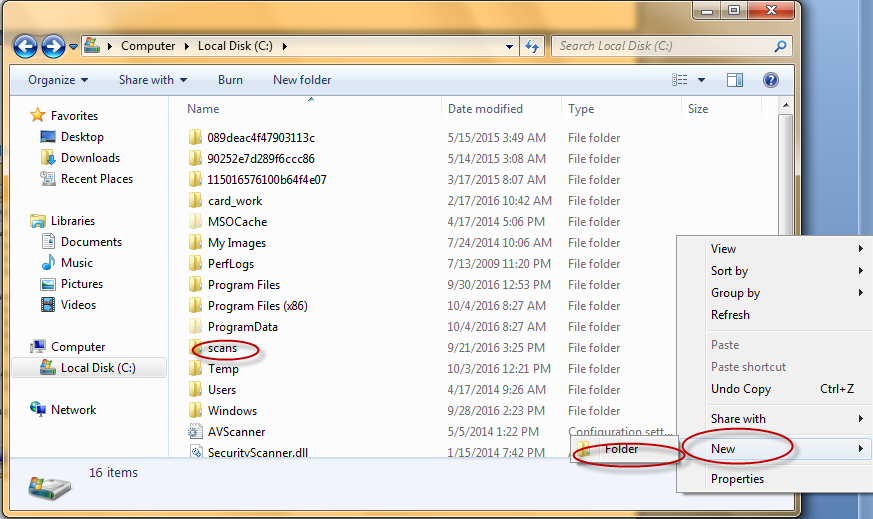 Computer Local Disk (C:) Search Local Disk (C:)
Organize Share with Burn New folder
Favorites
Desktop
Downloads
Recent Places
Libraries
Documents
Music
Pictures
Videos
Computer
Local Disk (C:)
Network
Name Date modified Type Size
089deac4f47903113c 5/15/2015 3:49 AM File folder
90252e7d289f6ccc86 5/14/2015 3:08 AM File folder
115016576100b64f4e07 3/17/2015 8:07 AM File folder
card_work 2/17/2016 10:42 AM File folder
MSOCache 4/17/2014 5:06 PM File folder
My Images 7/24/2014 10:06 AM File folder
PerfLogs 7/13/2009 11:20 PM File folder
Program Files 9/30/2016 12:53 PM File folder
Program Files (x86) 10/4/2016 8:27 AM File folder
ProgramData 10/4/2016 8:27 AM File folder
scans 9/21/2016 3:25 PM File folder
Temp 10/3/2016 12:21 PM File folder
Users 4/17/2014 9:26 AM File folder
Windows 9/28/2016 2:23 PM File folder
AVScanner 5/5/2014 1:22 PM Configuration sett...
SecurityScanner.dll 1/15/2014 7:42 PM
16 items
View
Sort by
Group by
Refresh
Paste
Paste shortcut
Undo Copy Ctrl+Z
Share with
New
Properties
Folder